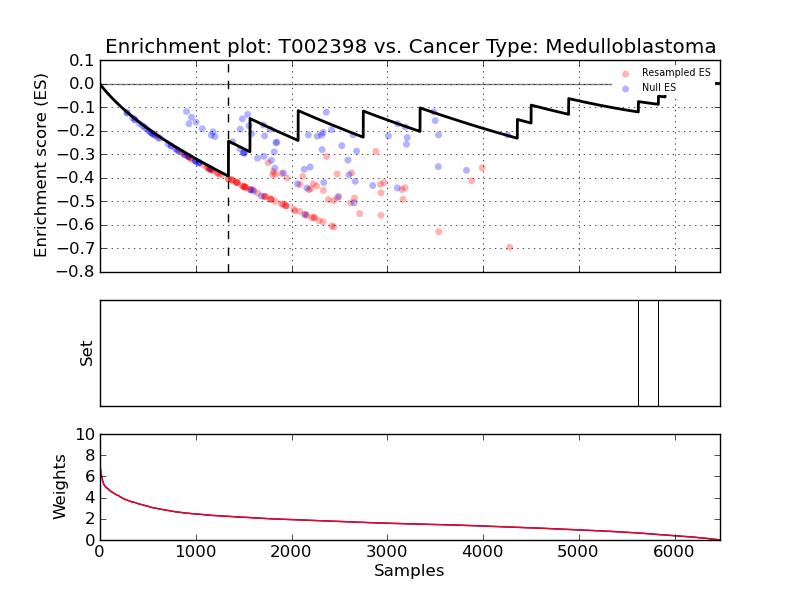 Enrichment plot: T002398 vs. Cancer Type: Medulloblastoma
Enrichment score (ES)
0.1
0.0
−0.1
−0.2
−0.3
−0.4
−0.5
−0.6
−0.7
−0.8
Resampled ES
Null ES
Set
Weights
10
8
6
4
2
0
0 1000 2000 3000 4000 5000 6000
Samples